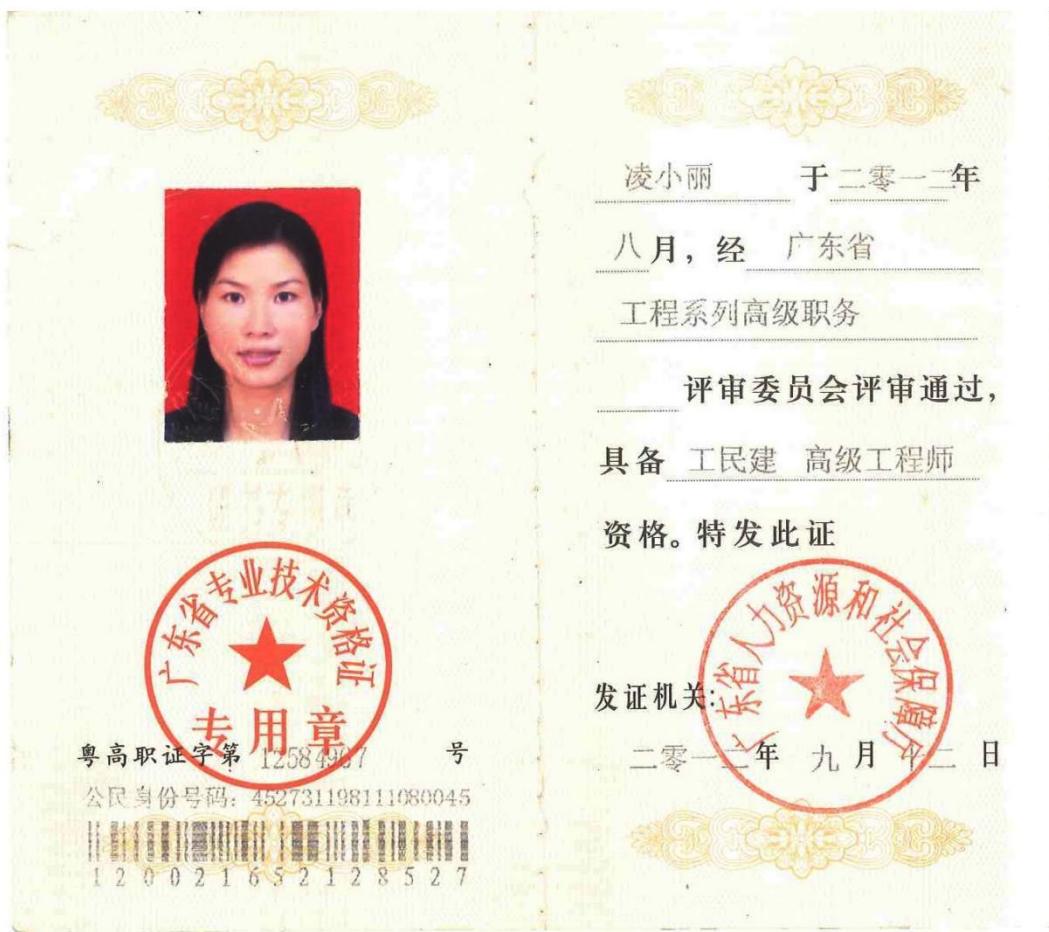 广东省专业技术资格证
专用章
粤高职证字第 12584907 号
公民身份号码：452731198111080045
120021652128527
凌小丽 于二零一二年
八月，经 广东省
工程系列高级职务
评审委员会评审通过，
具备 工民建 高级工程师
资格。特发此证
广东省人力资源和社会保障厅
发证机关：
二零一二年 九月 十二日